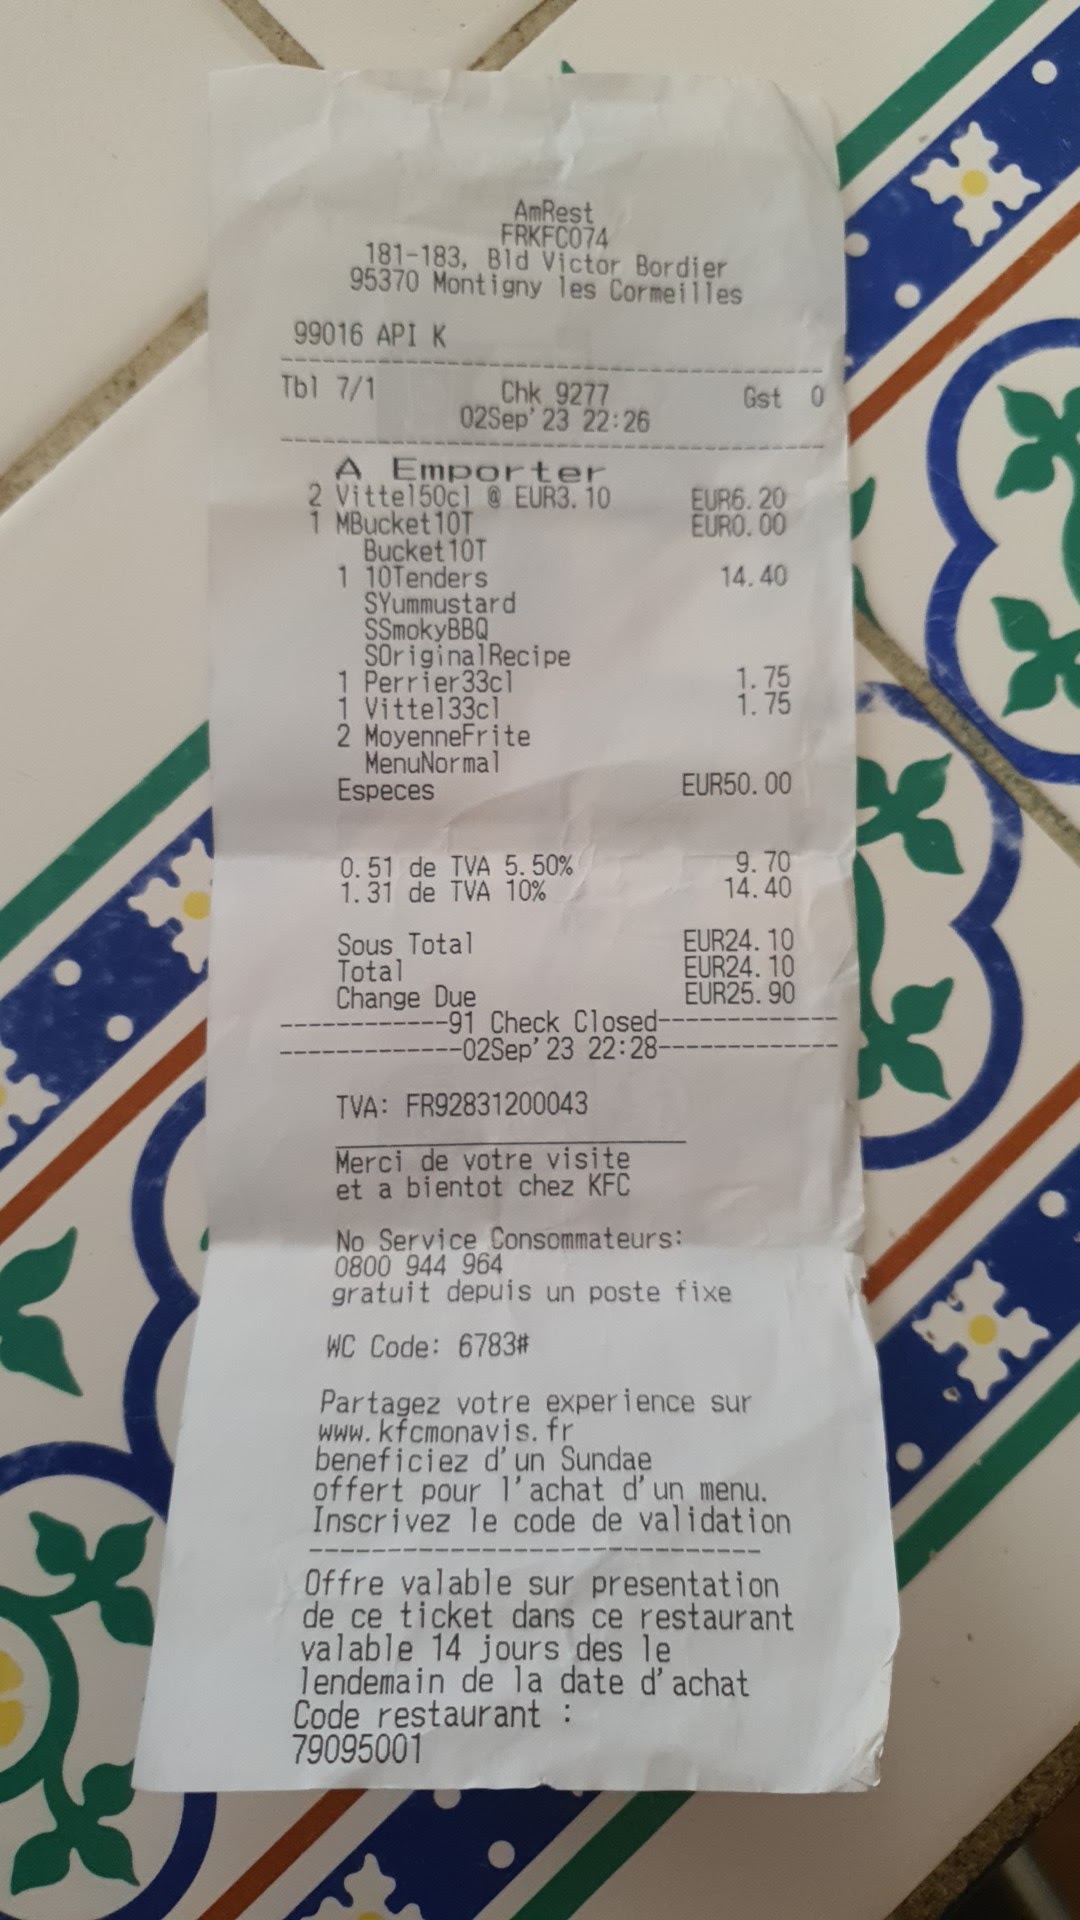 AmRest
FRKFC074
181-183, Bld Victor Bordier
95370 Montigny les Cormeilles
99016 API K
Tbl 7/1 Chk 9277 Gst 0
02Sep'23 22:26
A Emporter
2 Vittel50cl @ EUR3.10 EUR6.20
1 MBucket10T EUR0.00
Bucket10T
1 10Tenders 14.40
SYummustard
SSmokyBBQ
SOriginalRecipe
1 Perrier33cl 1.75
1 Vittel33cl 1.75
2 MoyenneFrite
MenuNormal
Especes EUR50.00
0.51 de TVA 5.50% 9.70
1.31 de TVA 10% 14.40
Sous Total EUR24.10
Total EUR24.10
Change Due EUR25.90
------------91 Check Closed-------------
-------------02Sep'23 22:28-------------
TVA: FR92831200043
Merci de votre visite
et a bientot chez KFC
No Service Consommateurs:
0800 944 964
gratuit depuis un poste fixe
WC Code: 6783#
Partagez votre experience sur
www.kfcmonavis.fr
beneficiez d'un Sundae
offert pour l'achat d'un menu.
Inscrivez le code de validation
Offre valable sur presentation
de ce ticket dans ce restaurant
valable 14 jours des le
lendemain de la date d'achat
Code restaurant :
79095001